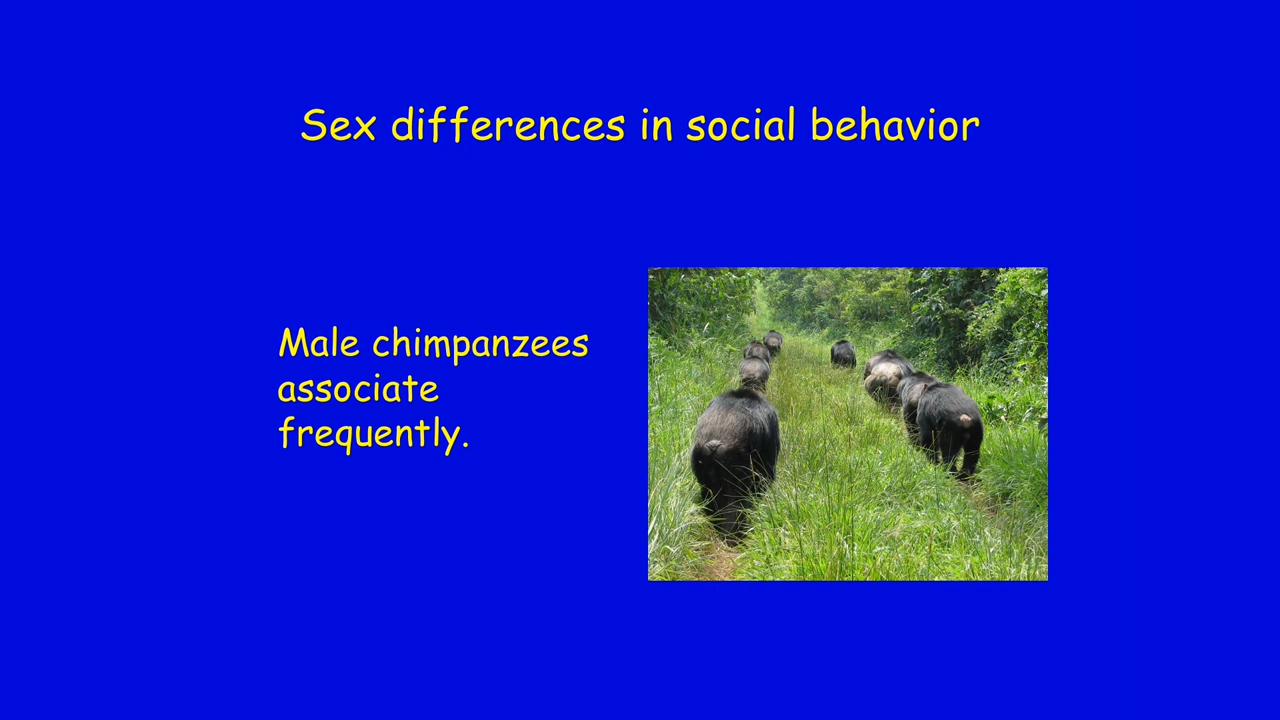 Sex differences in social behavior
Male chimpanzees
associate
frequently.